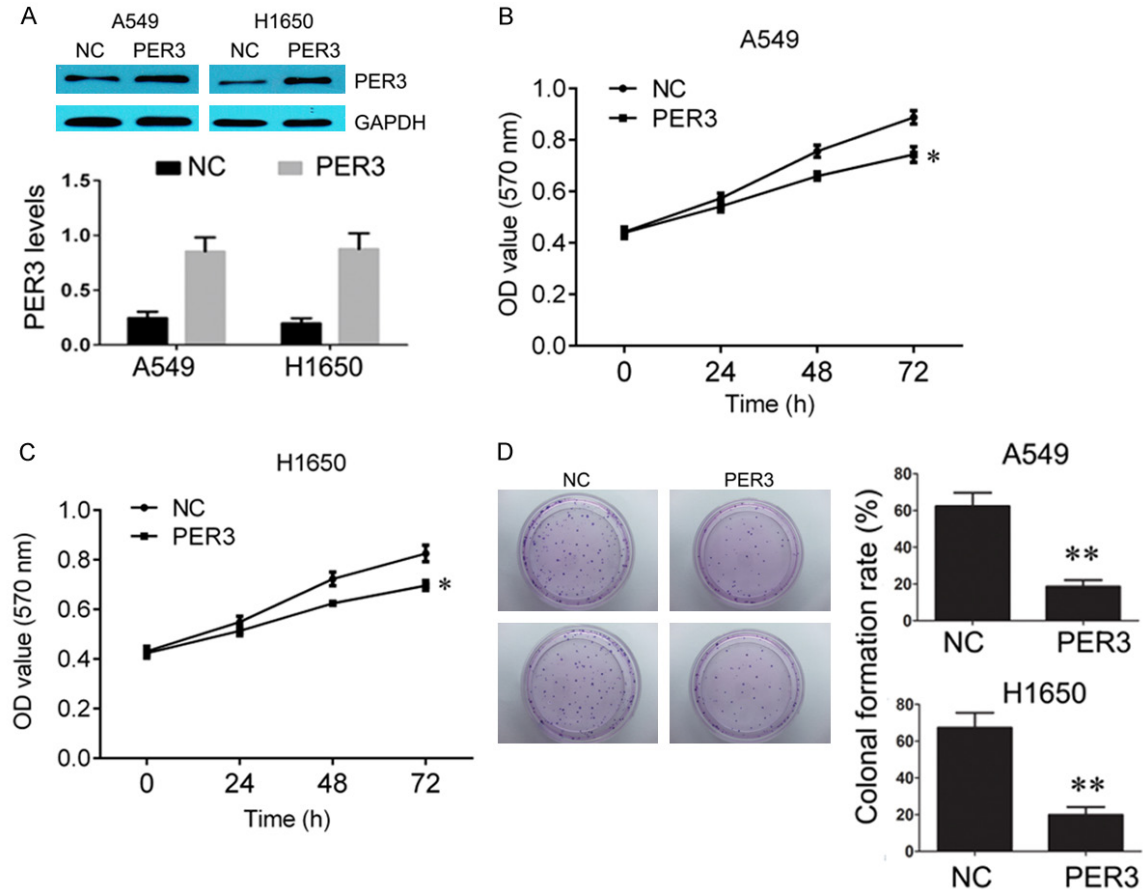 A
A549 H1650
NC PER3 NC PER3
PER3
GAPDH
NC PER3
PER3 levels
1.5
1.0
0.5
0.0
A549 H1650
B
A549
NC
PER3
OD value (570 nm)
1.0
0.8
0.6
0.4
0.2
0.0
*
0 24 48 72
Time (h)
C
H1650
NC
PER3
OD value (570 nm)
1.0
0.8
0.6
0.4
0.2
0.0
*
0 24 48 72
Time (h)
D
NC PER3
Colonal formation rate (%)
A549
80
60
40
20
0
**
NC PER3
H1650
80
60
40
20
0
**
NC PER3